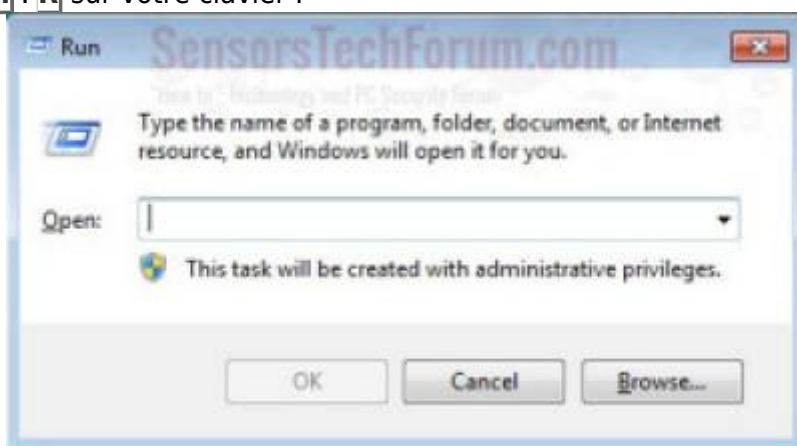 R sur votre clavier :
Run
SensorsTechForum.com
Type the name of a program, folder, document, or Internet
resource, and Windows will open it for you.
Open:
This task will be created with administrative privileges.
OK
Cancel
Browse...